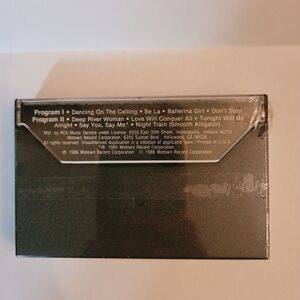 Program I • Dancing On The Ceiling • Se La • Ballerina Girl • Don't Stop
Program II • Deep River Woman • Love Will Conquer All • Tonight Will Be
Alright • Say You, Say Me* • Night Train (Smooth Alligator)
Mfg. by RCA Music Service under License, 6550 East 30th Street, Indianapolis, Indiana 46219
Motown Record Corporation, 6255 Sunset Blvd., Hollywood, CA 90028
All rights reserved. Unauthorized duplication is a violation of applicable laws. Printed in U.S.A.
*℗ 1985 Motown Record Corporation
℗ 1986 Motown Record Corporation © 1986 Motown Record Corporation